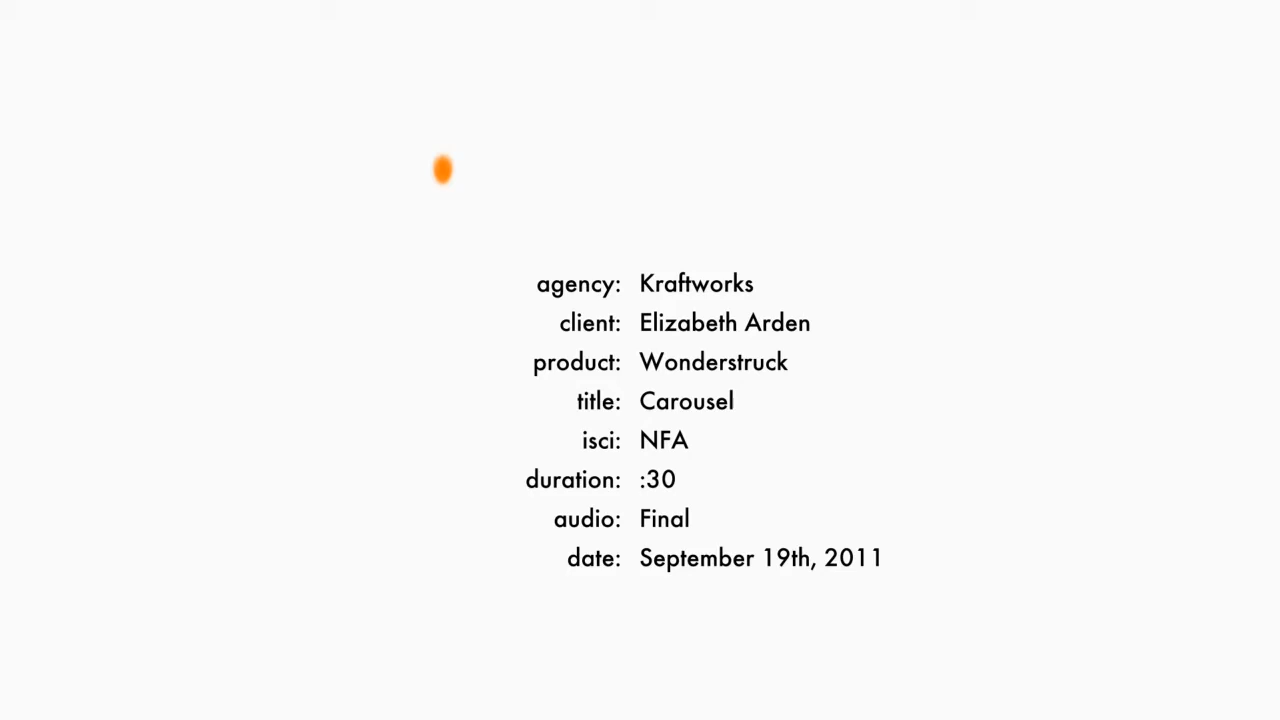 agency: Kraftworks
client: Elizabeth Arden
product: Wonderstruck
title: Carousel
isci: NFA
duration: :30
audio: Final
date: September 19th, 2011